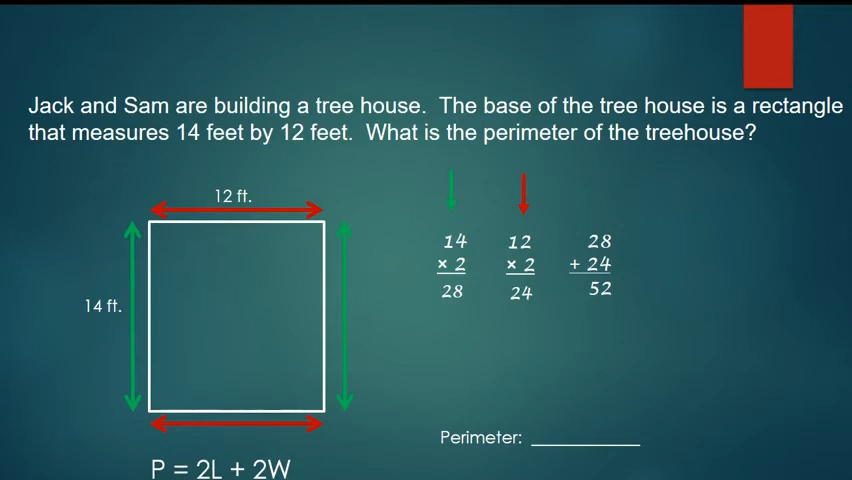 Jack and Sam are building a tree house. The base of the tree house is a rectangle
that measures 14 feet by 12 feet. What is the perimeter of the treehouse?
12 ft.
14 ft.
14 12 28
× 2 × 2 + 24
28 24 52
Perimeter: ____________
P = 2L + 2W